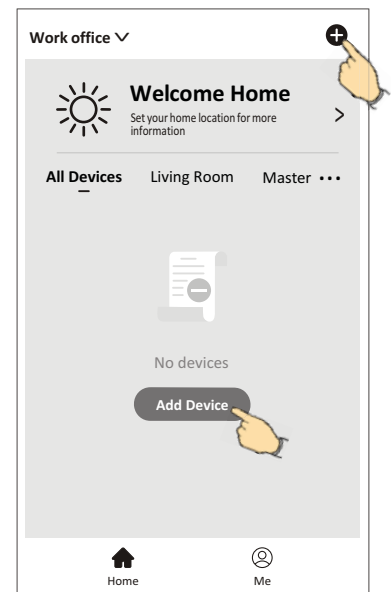 Work office
Welcome Home
Set your home location for more
information
All Devices Living Room Master
No devices
Add Device
Home Me